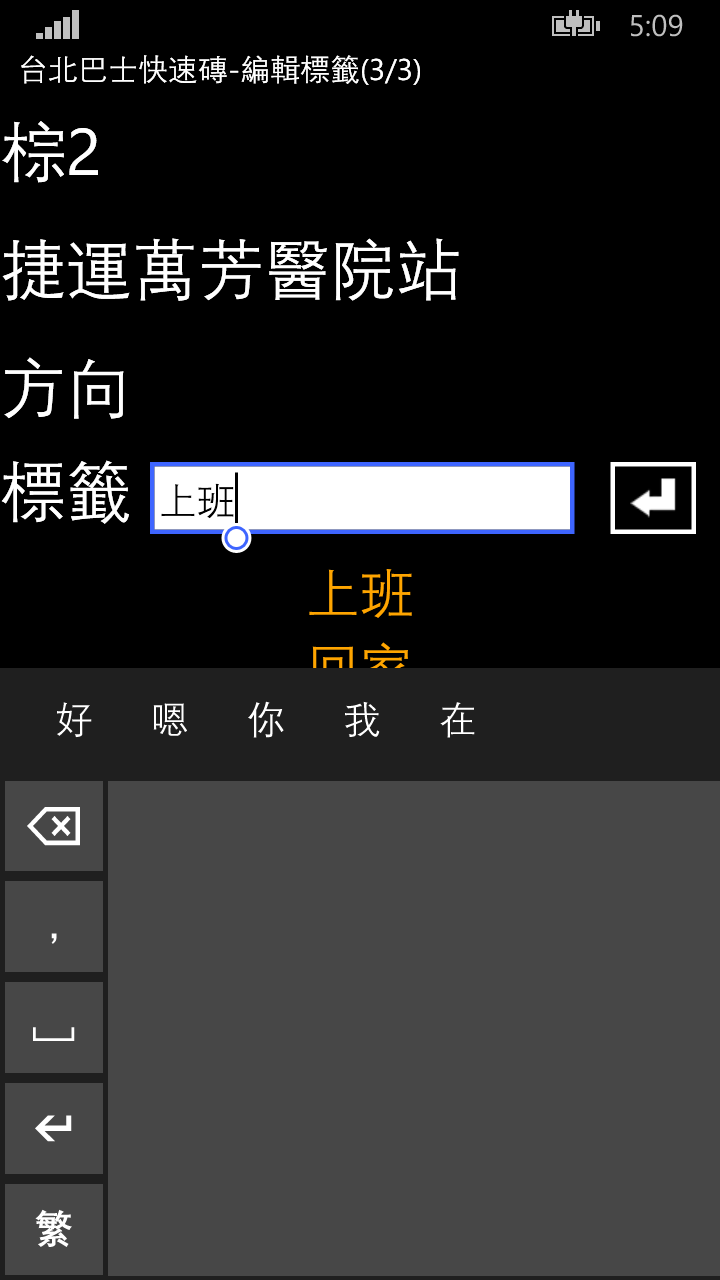 5:09
台北巴士快速磚-編輯標籤(3/3)
棕2
捷運萬芳醫院站
方向
標籤 上班
上班
回家
好 嗯 你 我 在
，
繁